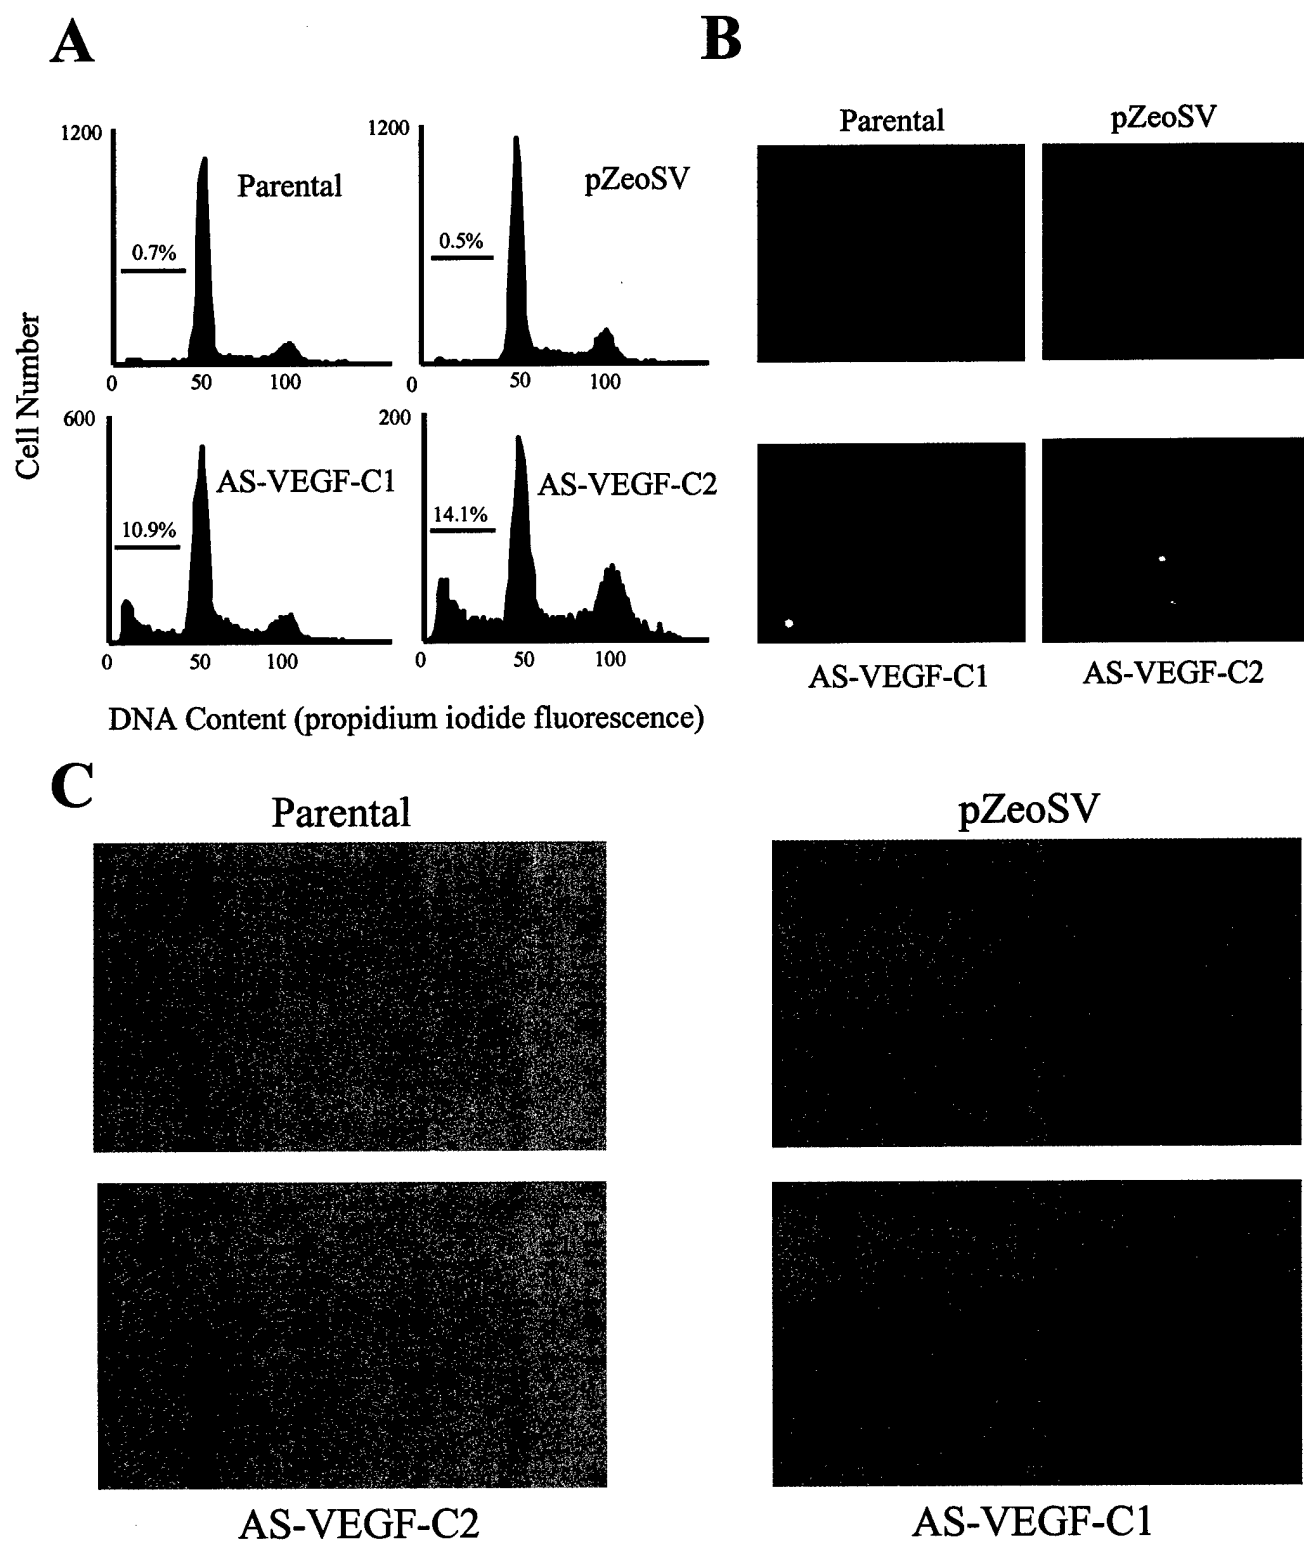 A
B
Parental
pZeoSV
1200
Parental
0.7%
0
50
100
1200
pZeoSV
0.5%
0
50
100
Cell Number
600
AS-VEGF-C1
10.9%
0
50
100
200
AS-VEGF-C2
14.1%
0
50
100
AS-VEGF-C1
AS-VEGF-C2
DNA Content (propidium iodide fluorescence)
C
Parental
pZeoSV
AS-VEGF-C2
AS-VEGF-C1